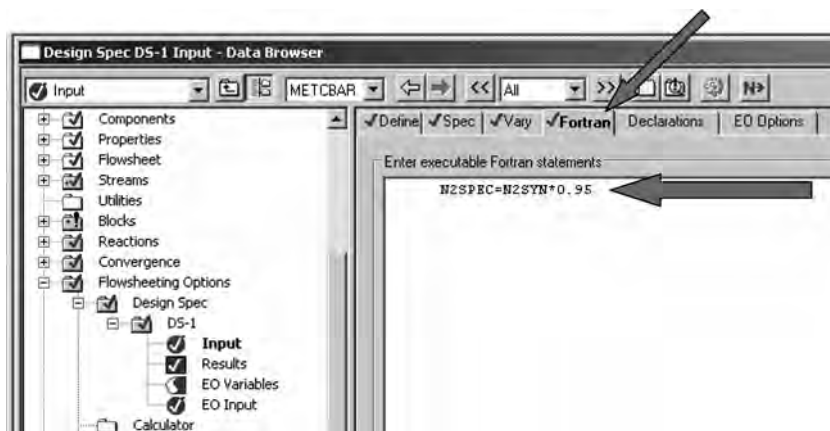 Design Spec DS-1 Input - Data Browser
Input METCBAR << All >> N>
Components
Properties
Flowsheet
Streams
Utilities
Blocks
Reactions
Convergence
Flowsheeting Options
Design Spec
DS-1
Input
Results
EO Variables
EO Input
Calculator
Define Spec Vary Fortran Declarations EO Options
Enter executable Fortran statements
N2SPEC=N2SYN*0.95